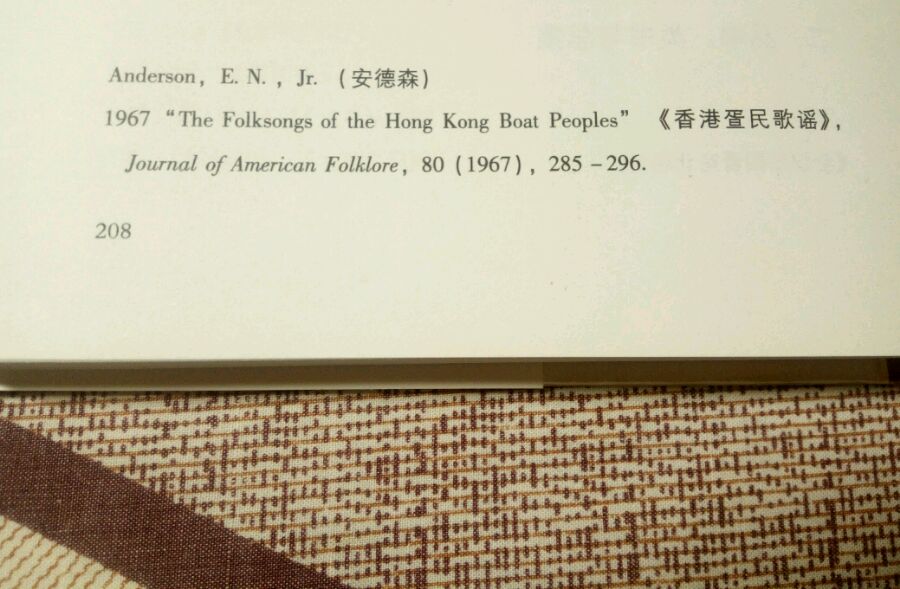 Anderson, E. N. , Jr. (安德森)
1967 “The Folksongs of the Hong Kong Boat Peoples” 《香港疍民歌谣》,
Journal of American Folklore, 80 (1967), 285 – 296.
208